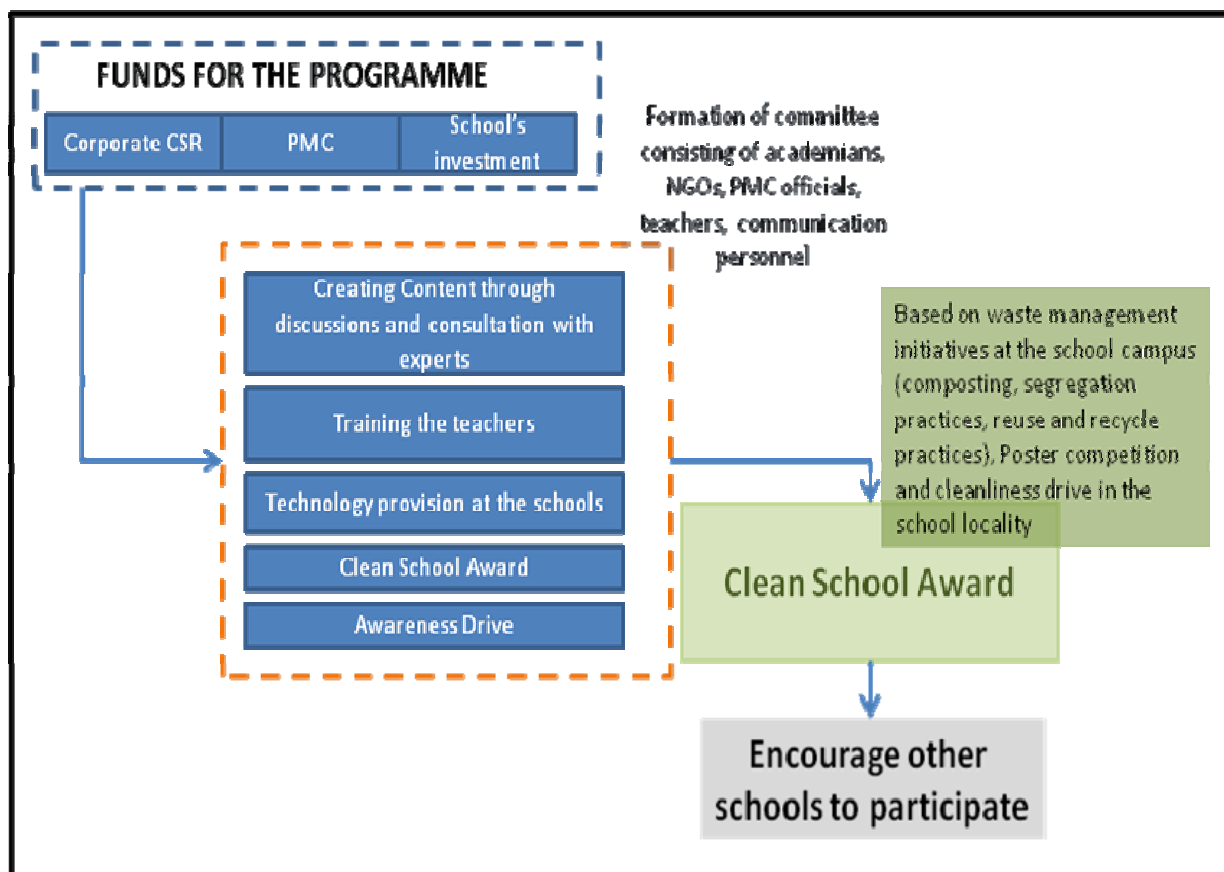 FUNDS FOR THE PROGRAMME
Corporate CSR
PMC
School's
investment
Formation of committee
consisting of academians,
NGOs, PMC officials,
teachers, communication
personnel
Creating Content through
discussions and consultation with
experts
Training the teachers
Technology provision at the schools
Clean School Award
Awareness Drive
Based on waste management
initiatives at the school campus
(composting, segregation
practices, reuse and recycle
practices), Poster competition
and cleanliness drive in the
school locality
Clean School Award
Encourage other
schools to participate